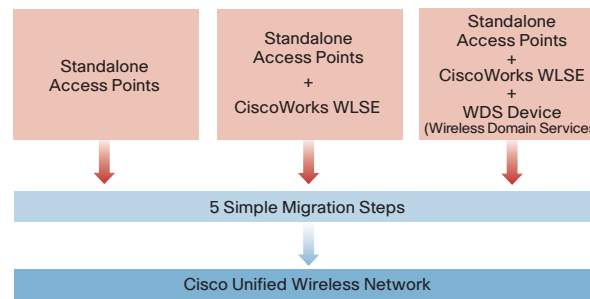 Standalone
Access Points
Standalone
Access Points
+
CiscoWorks WLSE
Standalone
Access Points
+
CiscoWorks WLSE
+
WDS Device
(Wireless Domain Services
5 Simple Migration Steps
Cisco Unified Wireless Network